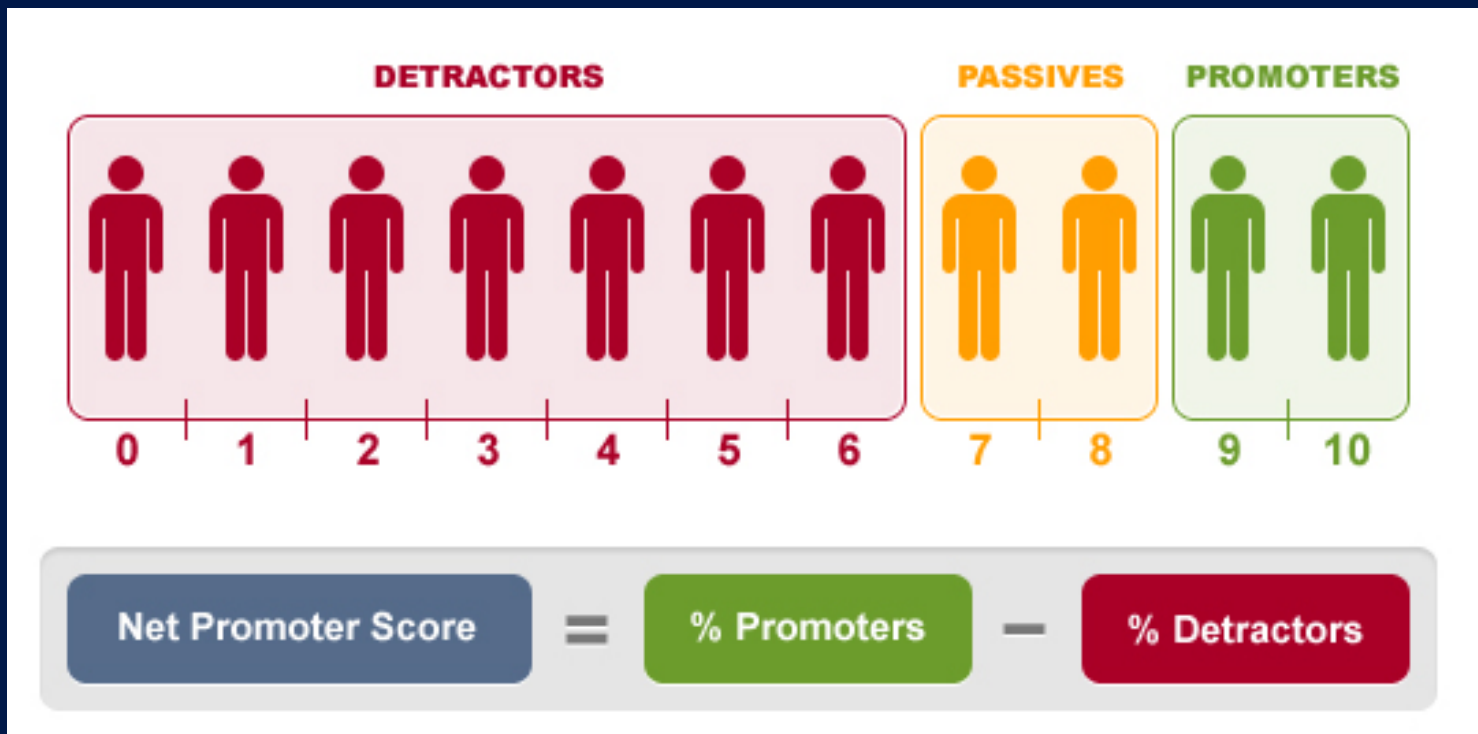 DETRACTORS PASSIVES PROMOTERS
0 1 2 3 4 5 6 7 8 9 10
Net Promoter Score = % Promoters − % Detractors